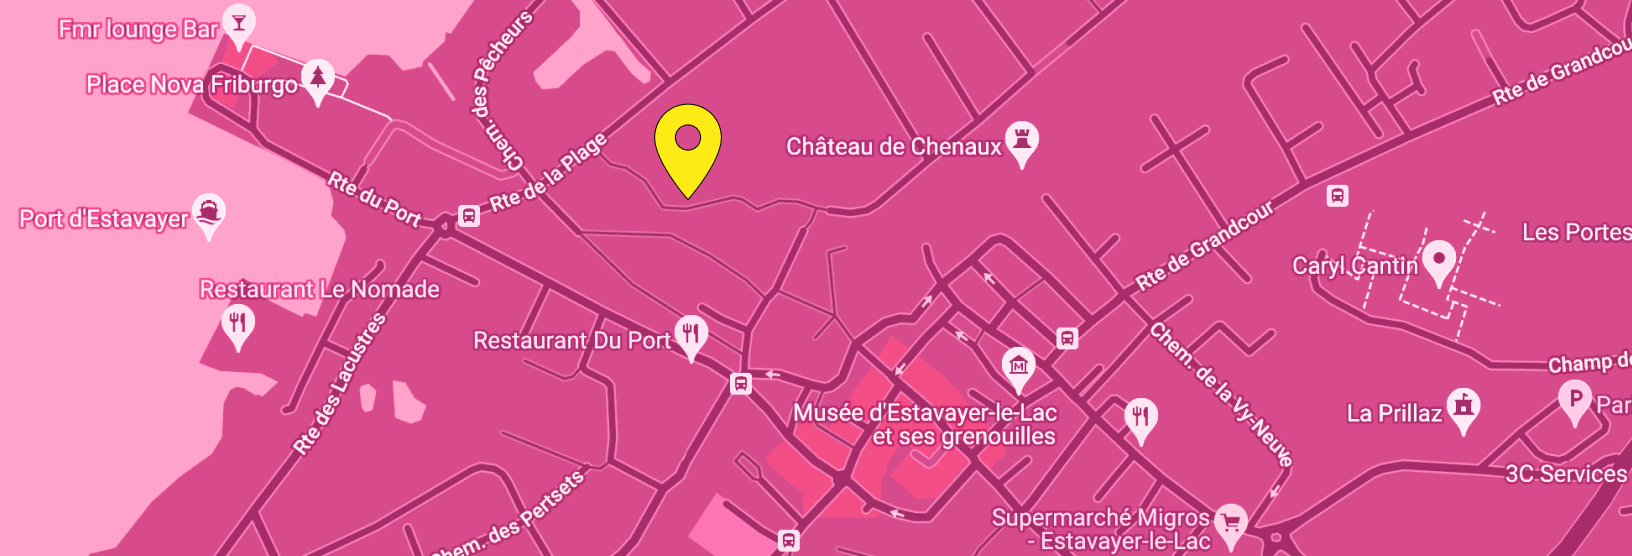 Fmr lounge Bar
Place Nova Friburgo
Chem. des Pêcheurs
Rte de la Plage
Château de Chenaux
Rte de Grandcour
Rte du Port
Port d'Estavayer
Les Portes
Caryl Cantin
Rte de Grandcour
Restaurant Le Nomade
Restaurant Du Port
Rte des Lacustres
Chem. de la Vy-Neuve
Champ de
Musée d'Estavayer-le-Lac
et ses grenouilles
La Prillaz
P
Par
M
3C Services
Chem. des Pertsets
Supermarché Migros
- Estavayer-le-Lac